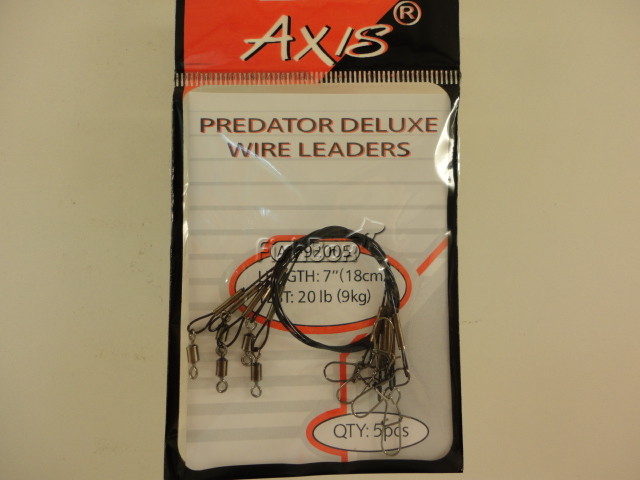 AXIS®
PREDATOR DELUXE
WIRE LEADERS
LENGTH: 7" (18cm)
TEST: 20 lb (9kg)
QTY: 5pcs